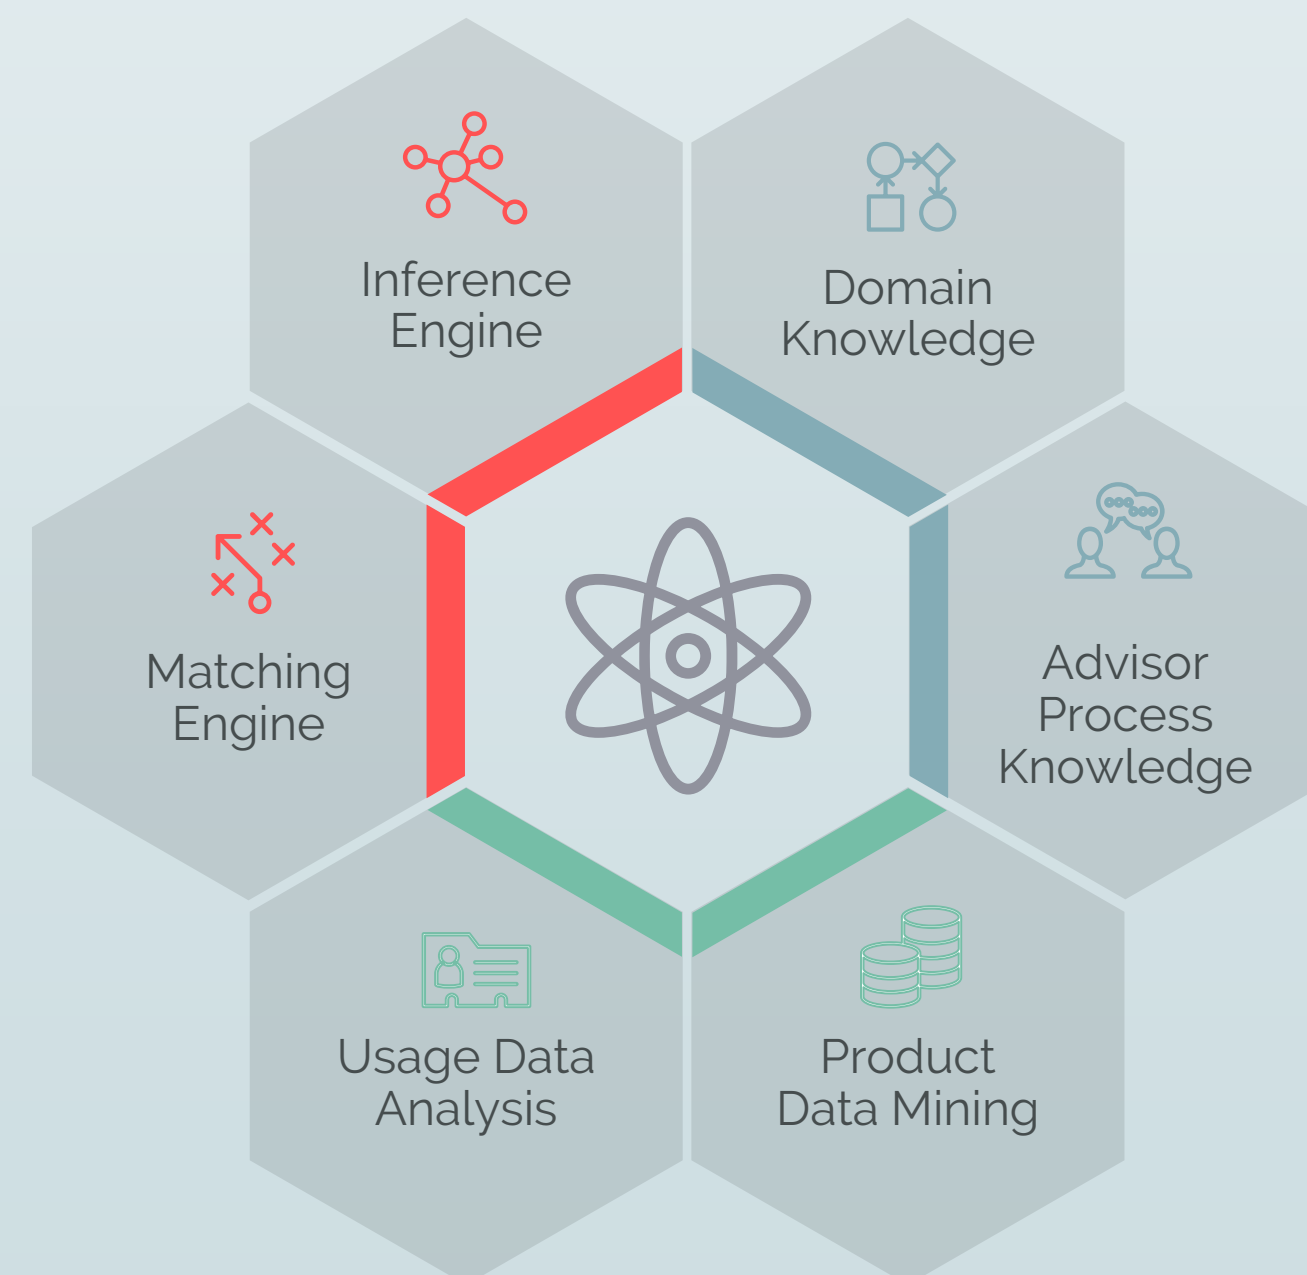 Inference
Engine
Domain
Knowledge
Matching
Engine
Advisor
Process
Knowledge
Usage Data
Analysis
Product
Data Mining